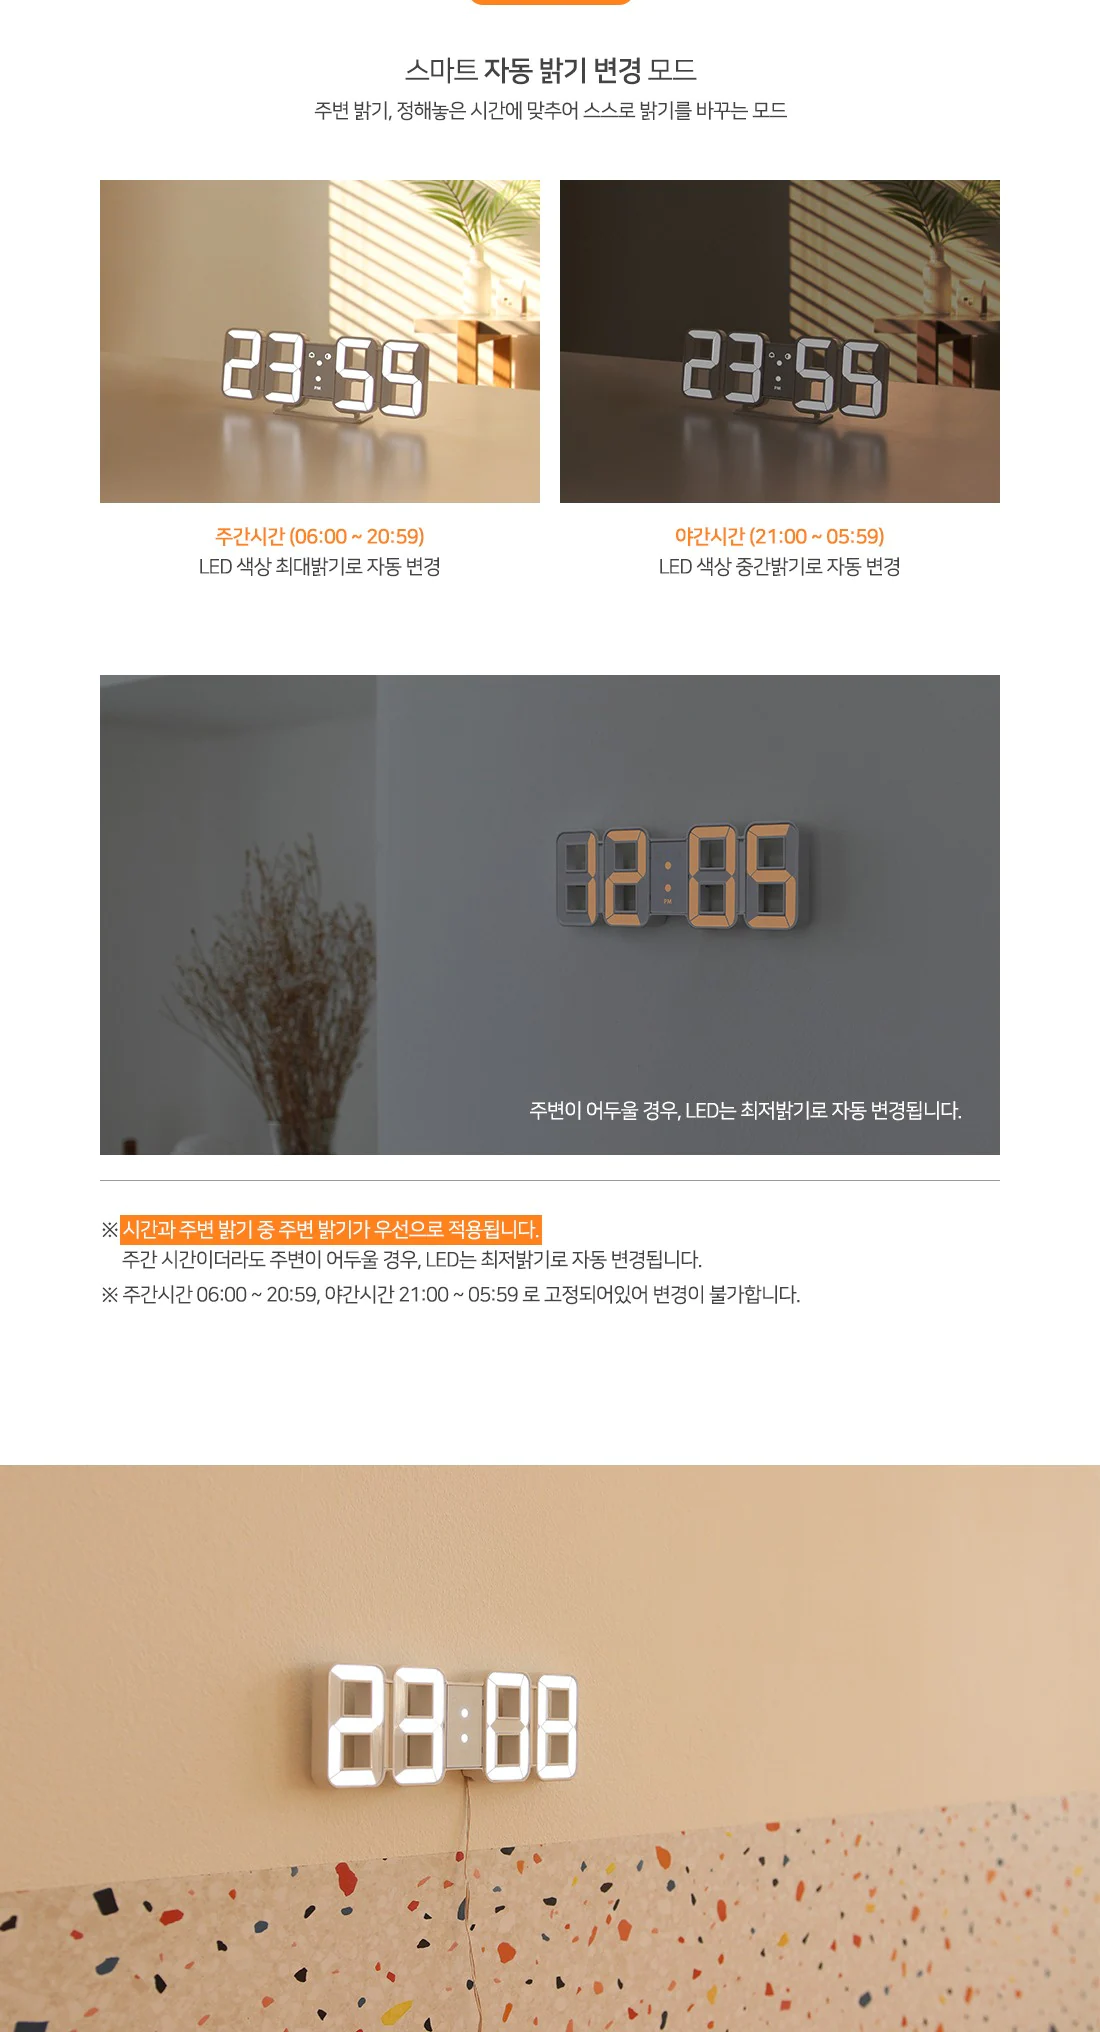 스마트 자동 밝기 변경 모드
주변 밝기, 정해놓은 시간에 맞추어 스스로 밝기를 바꾸는 모드
23:55
PM
23:55
PM
주간시간 (06:00 ~ 20:59)
LED 색상 최대밝기로 자동 변경
야간시간 (21:00 ~ 05:59)
LED 색상 중간밝기로 자동 변경
12:05
PM
주변이 어두울 경우, LED는 최저밝기로 자동 변경됩니다.
※ 시간과 주변 밝기 중 주변 밝기가 우선으로 적용됩니다.
주간 시간이더라도 주변이 어두울 경우, LED는 최저밝기로 자동 변경됩니다.
※ 주간시간 06:00 ~ 20:59, 야간시간 21:00 ~ 05:59 로 고정되어있어 변경이 불가합니다.
23:08